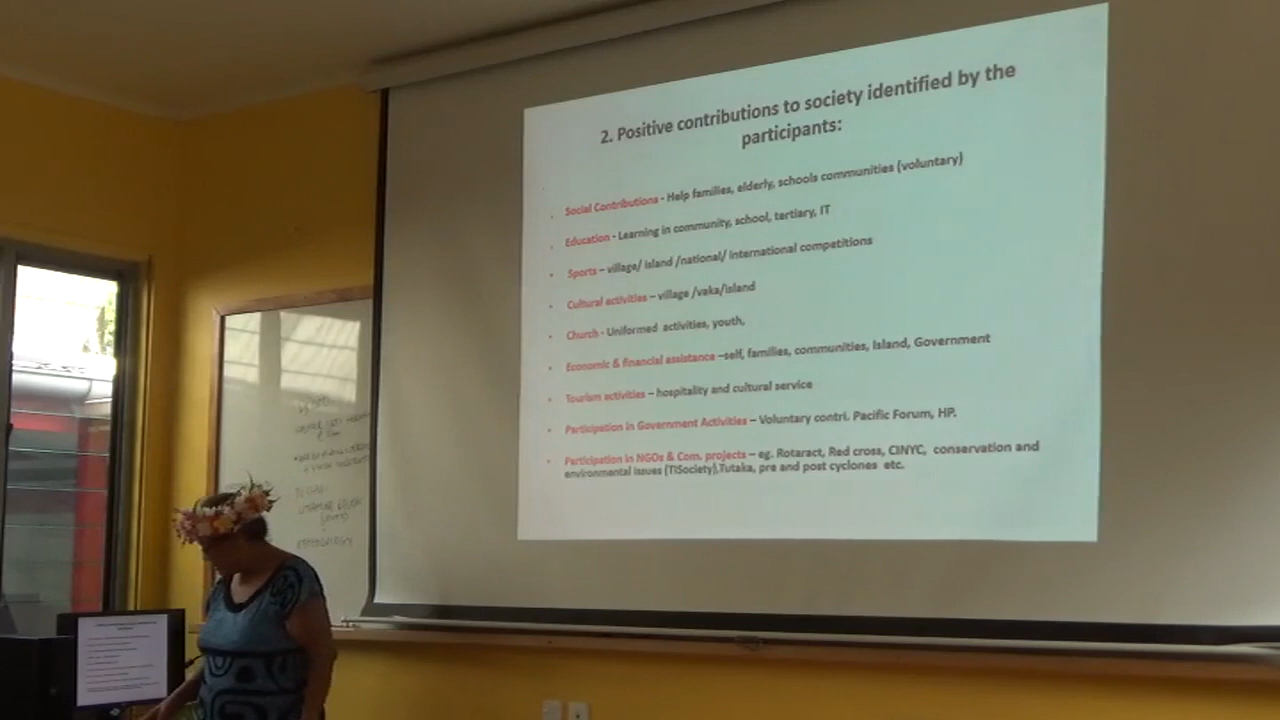 2. Positive contributions to society identified by the
participants:
Social Contributions - Help families, elderly, schools communities (voluntary)
Education - Learning in community, school, tertiary, IT
Sports – village/ island /national/ international competitions
Cultural activities – village /vaka/island
Church - Uniformed activities, youth,
Economic & financial assistance –self, families, communities, Island, Government
Tourism activities – hospitality and cultural service
Participation in Government Activities – Voluntary contri. Pacific Forum, HP.
Participation in NGOs & Com. projects – eg. Rotaract, Red cross, CINYC, conservation and
environmental issues (TISociety),Tutaka, pre and post cyclones etc.